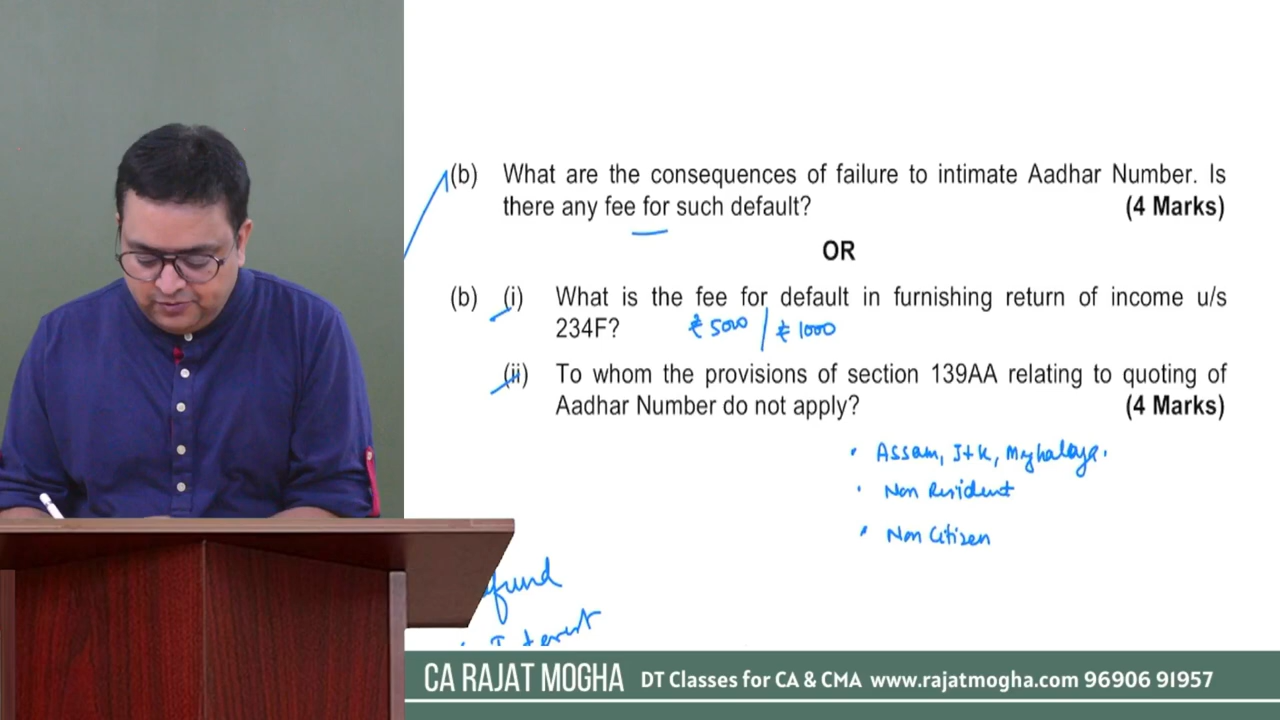 (b) What are the consequences of failure to intimate Aadhar Number. Is
there any fee for such default? (4 Marks)
OR
(b) (i) What is the fee for default in furnishing return of income u/s
234F? ₹ 5000 / ₹ 1000
(ii) To whom the provisions of section 139AA relating to quoting of
Aadhar Number do not apply? (4 Marks)
• Assam, J+K, Meghalaya.
• Non Resident
• Non Citizen
fund
CA RAJAT MOGHA DT Classes for CA & CMA www.rajatmogha.com 96906 91957